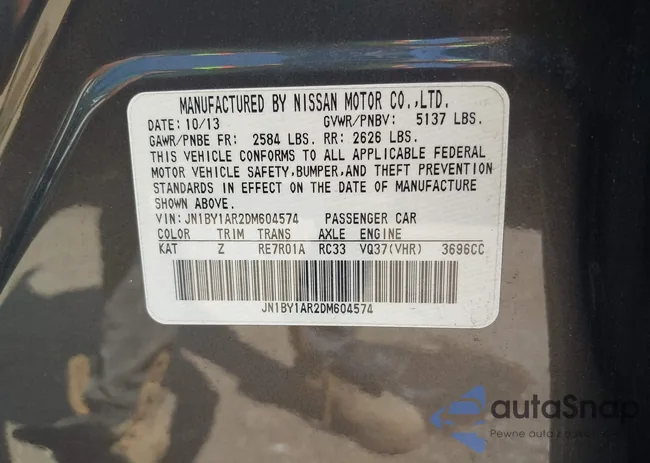 MANUFACTURED BY NISSAN MOTOR CO.,LTD.
DATE: 10/13 GVWR/PNBV: 5137 LBS.
GAWR/PNBE FR: 2584 LBS. RR: 2626 LBS.
THIS VEHICLE CONFORMS TO ALL APPLICABLE FEDERAL
MOTOR VEHICLE SAFETY,BUMPER,AND THEFT PREVENTION
STANDARDS IN EFFECT ON THE DATE OF MANUFACTURE
SHOWN ABOVE.
VIN: JN1BY1AR2DM604574 PASSENGER CAR
COLOR TRIM TRANS AXLE ENGINE
KAT Z RE7R01A RC33 VQ37(VHR) 3696CC
JN1BY1AR2DM604574
autaSnap
Pewne auto z